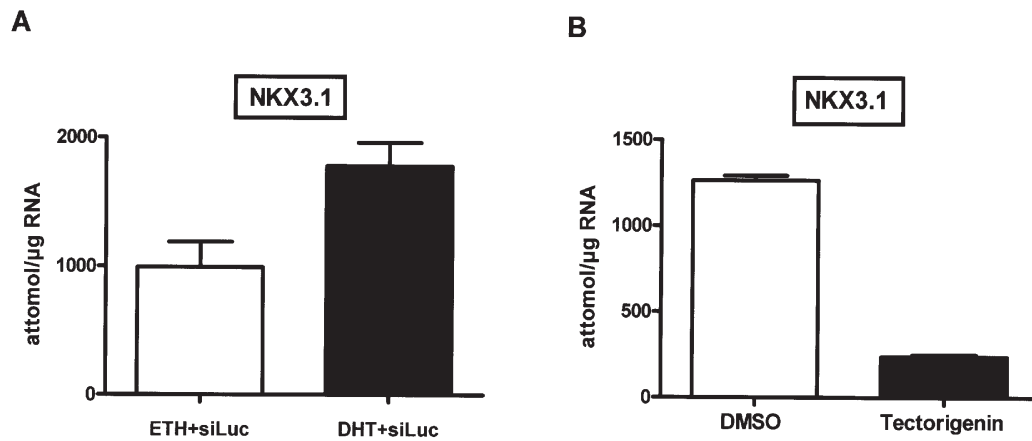 A
NKX3.1
2000
1000
0
attomol/µg RNA
ETH+siLuc
DHT+siLuc
B
NKX3.1
1500
1000
500
0
attomol/µg RNA
DMSO
Tectorigenin